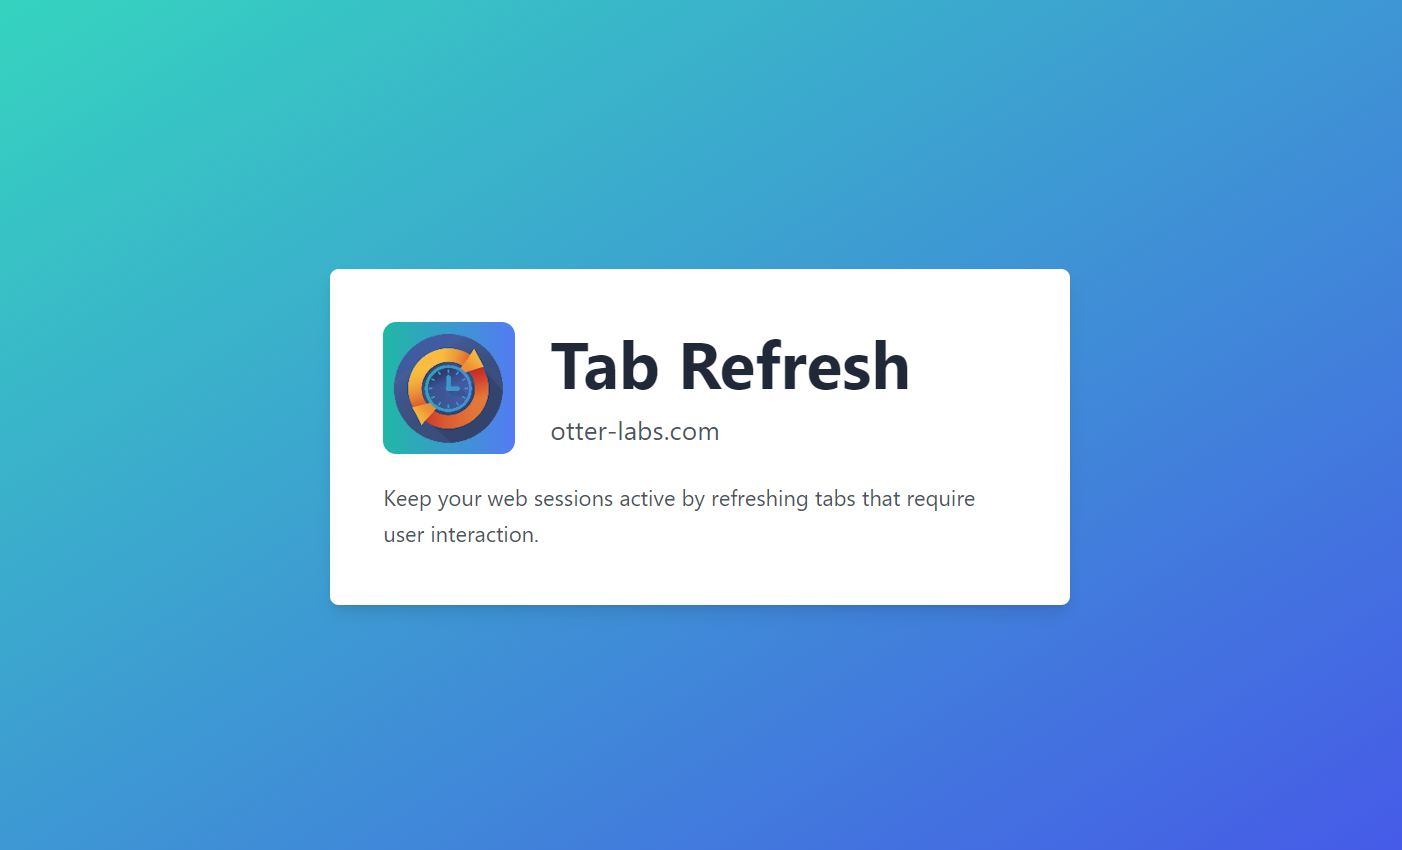 Tab Refresh
otter-labs.com
Keep your web sessions active by refreshing tabs that require
user interaction.